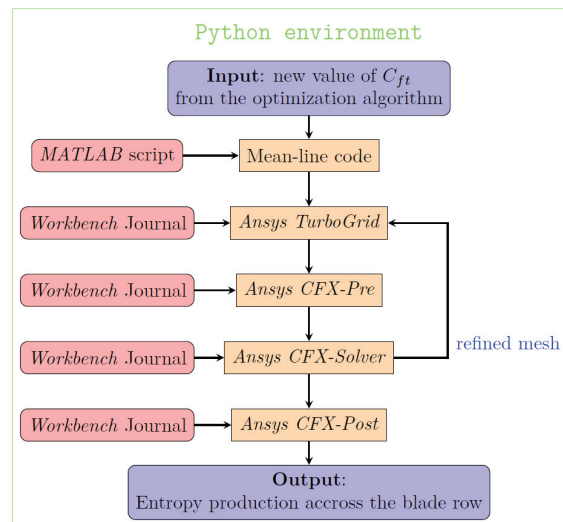 Python environment
Input: new value of C_{ft}
from the optimization algorithm
MATLAB script
Mean-line code
Workbench Journal
Ansys TurboGrid
Workbench Journal
Ansys CFX-Pre
Workbench Journal
Ansys CFX-Solver
refined mesh
Workbench Journal
Ansys CFX-Post
Output:
Entropy production accross the blade row